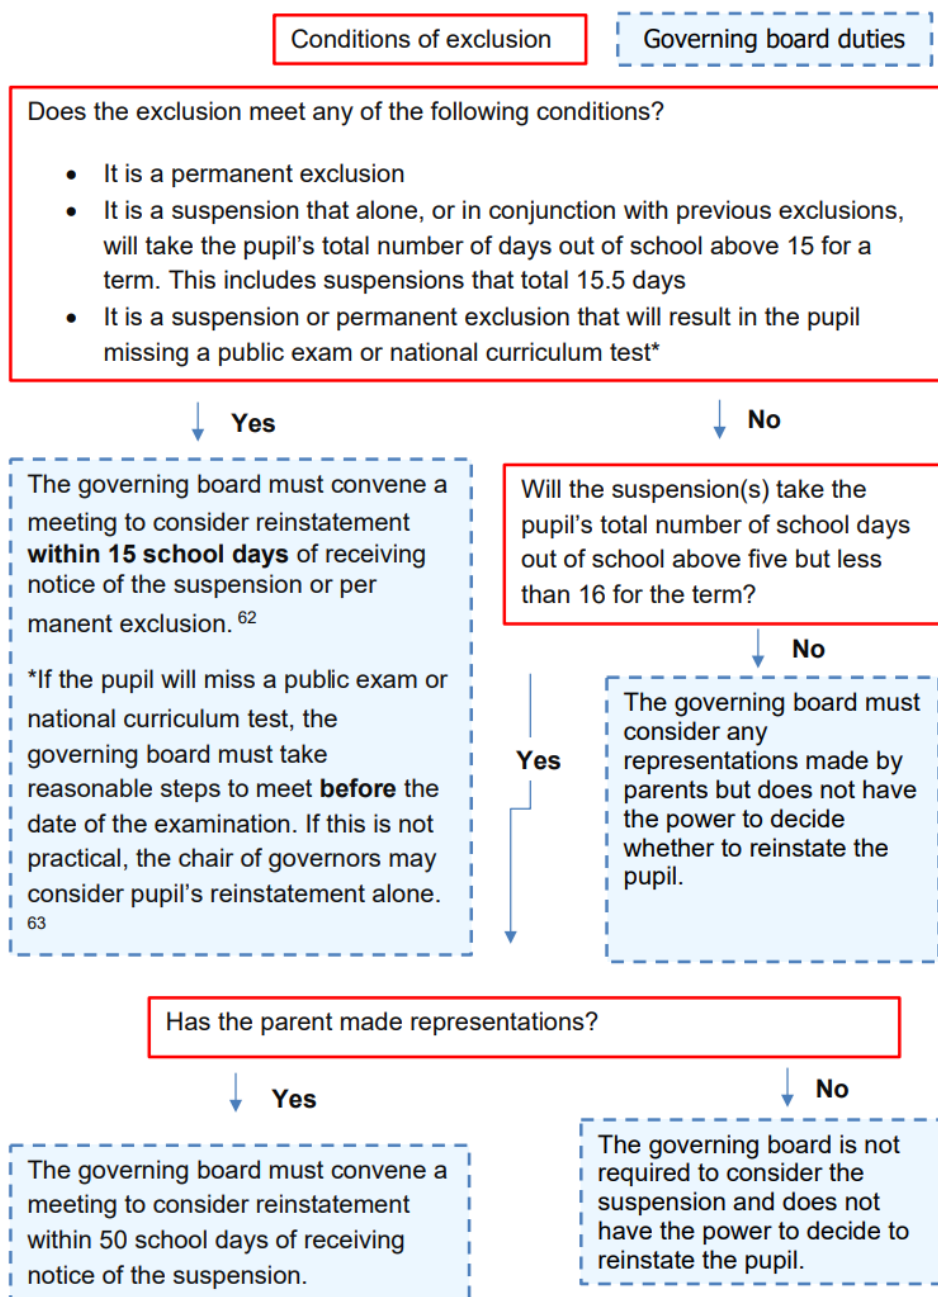 Conditions of exclusion
Governing board duties
Does the exclusion meet any of the following conditions?
• It is a permanent exclusion
• It is a suspension that alone, or in conjunction with previous exclusions,
will take the pupil's total number of days out of school above 15 for a
term. This includes suspensions that total 15.5 days
• It is a suspension or permanent exclusion that will result in the pupil
missing a public exam or national curriculum test*
Yes
No
The governing board must convene a
meeting to consider reinstatement
within 15 school days of receiving
notice of the suspension or per
manent exclusion. 62
*If the pupil will miss a public exam or
national curriculum test, the
governing board must take
reasonable steps to meet before the
date of the examination. If this is not
practical, the chair of governors may
consider pupil's reinstatement alone.
63
Will the suspension(s) take the
pupil's total number of school days
out of school above five but less
than 16 for the term?
No
Yes
The governing board must
consider any
representations made by
parents but does not have
the power to decide
whether to reinstate the
pupil.
Has the parent made representations?
Yes
No
The governing board must convene a
meeting to consider reinstatement
within 50 school days of receiving
notice of the suspension.
The governing board is not
required to consider the
suspension and does not
have the power to decide to
reinstate the pupil.